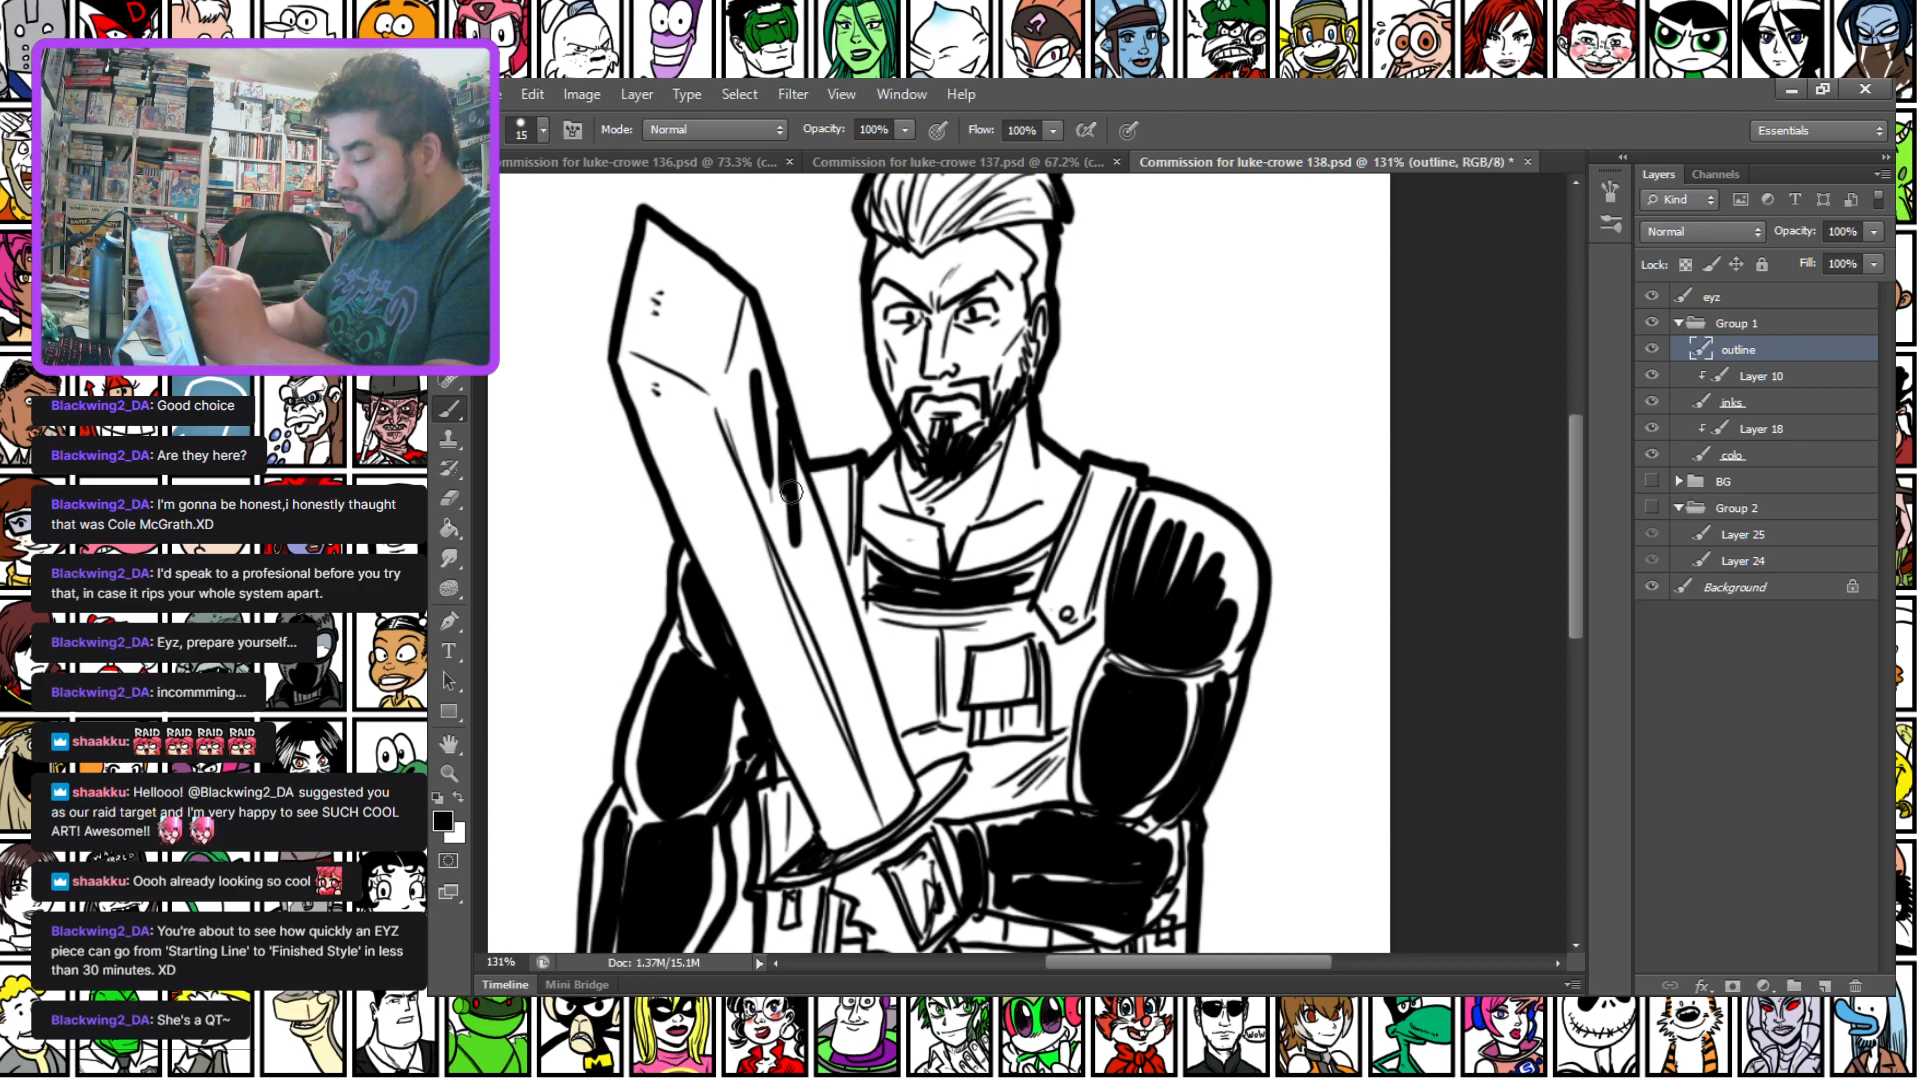 Edit Image Layer Type Select Filter View Window Help
15 Mode: Normal Opacity: 100% Flow: 100% Essentials
ommission for luke-crowe 136.psd @ 73.3% (c... × Commission for luke-crowe 137.psd @ 67.2% (c... × Commission for luke-crowe 138.psd @ 131% (outline, RGB/8) * ×
Layers Channels
Kind
Normal Opacity: 100%
Lock: Fill: 100%
eyz
Group 1
outline
Layer 10
inks
Layer 18
colo
BG
Group 2
Layer 25
Layer 24
Background
Blackwing2_DA: Good choice
Blackwing2_DA: Are they here?
Blackwing2_DA: I'm gonna be honest,i honestly thaught
that was Cole McGrath.XD
Blackwing2_DA: I'd speak to a profesional before you try
that, in case it rips your whole system apart.
Blackwing2_DA: Eyz, prepare yourself...
Blackwing2_DA: incommming...
shaakku: RAID RAID RAID RAID
shaakku: Hellooo! @Blackwing2_DA suggested you
as our raid target and I'm very happy to see SUCH COOL
ART! Awesome!!
shaakku: Oooh already looking so cool
Blackwing2_DA: You're about to see how quickly an EYZ
piece can go from 'Starting Line' to 'Finished Style' in less
than 30 minutes. XD
Blackwing2_DA: She's a QT~
131% Doc: 1.37M/15.1M
Timeline Mini Bridge
WOW